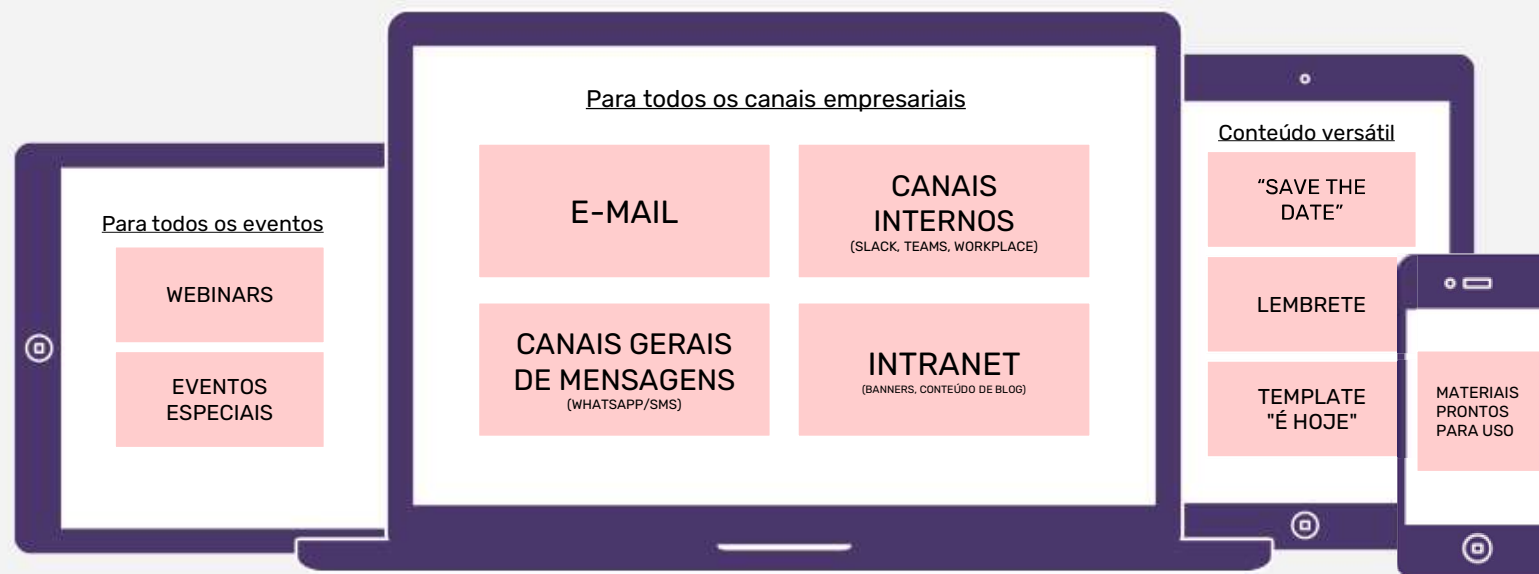 Para todos os eventos
WEBINARS
EVENTOS
ESPECIAIS
Para todos os canais empresariais
E-MAIL
CANAIS
INTERNOS
(SLACK, TEAMS, WORKPLACE)
CANAIS GERAIS
DE MENSAGENS
(WHATSAPP/SMS)
INTRANET
(BANNERS, CONTEÚDO DE BLOG)
Conteúdo versátil
“SAVE THE
DATE”
LEMBRETE
TEMPLATE
"É HOJE"
MATERIAIS
PRONTOS
PARA USO